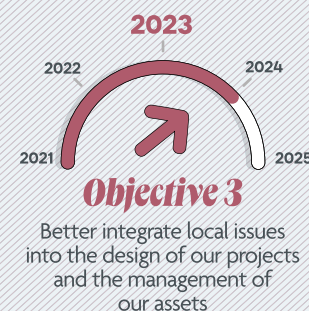 2023
2022
2024
2021
2025
Objective 3
Better integrate local issues
into the design of our projects
and the management of
our assets